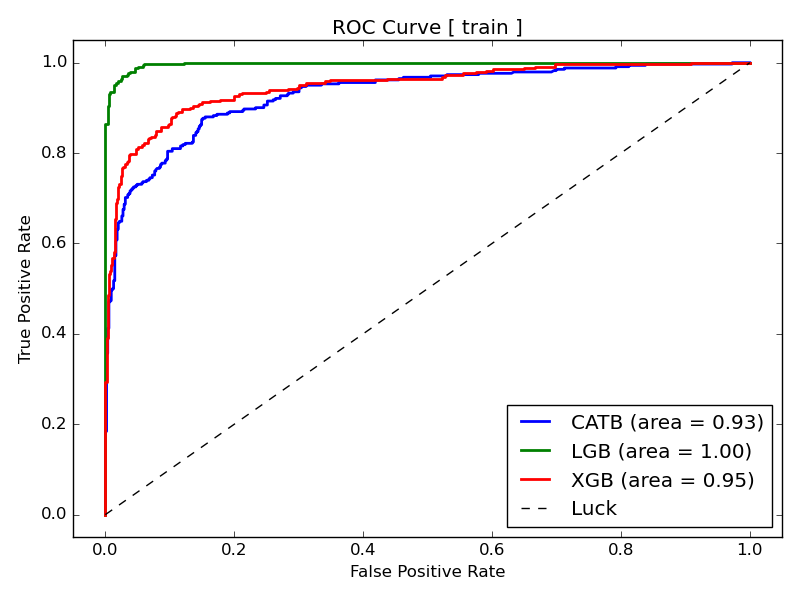 ROC Curve [ train ]
1.0
0.8
0.6
0.4
0.2
0.0
True Positive Rate
0.0 0.2 0.4 0.6 0.8 1.0
False Positive Rate
CATB (area = 0.93)
LGB (area = 1.00)
XGB (area = 0.95)
Luck